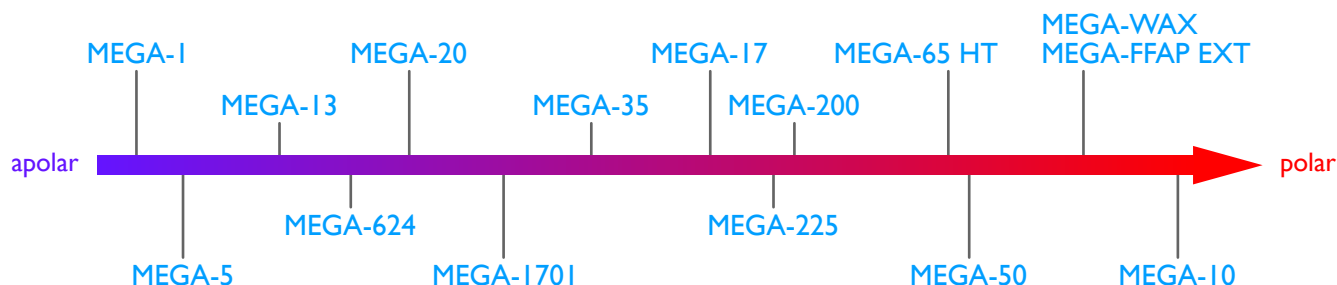 MEGA-WAX
MEGA-1 MEGA-20 MEGA-17 MEGA-65 HT MEGA-FFAP EXT
MEGA-13 MEGA-35 MEGA-200
apolar polar
MEGA-624 MEGA-225
MEGA-5 MEGA-1701 MEGA-50 MEGA-10